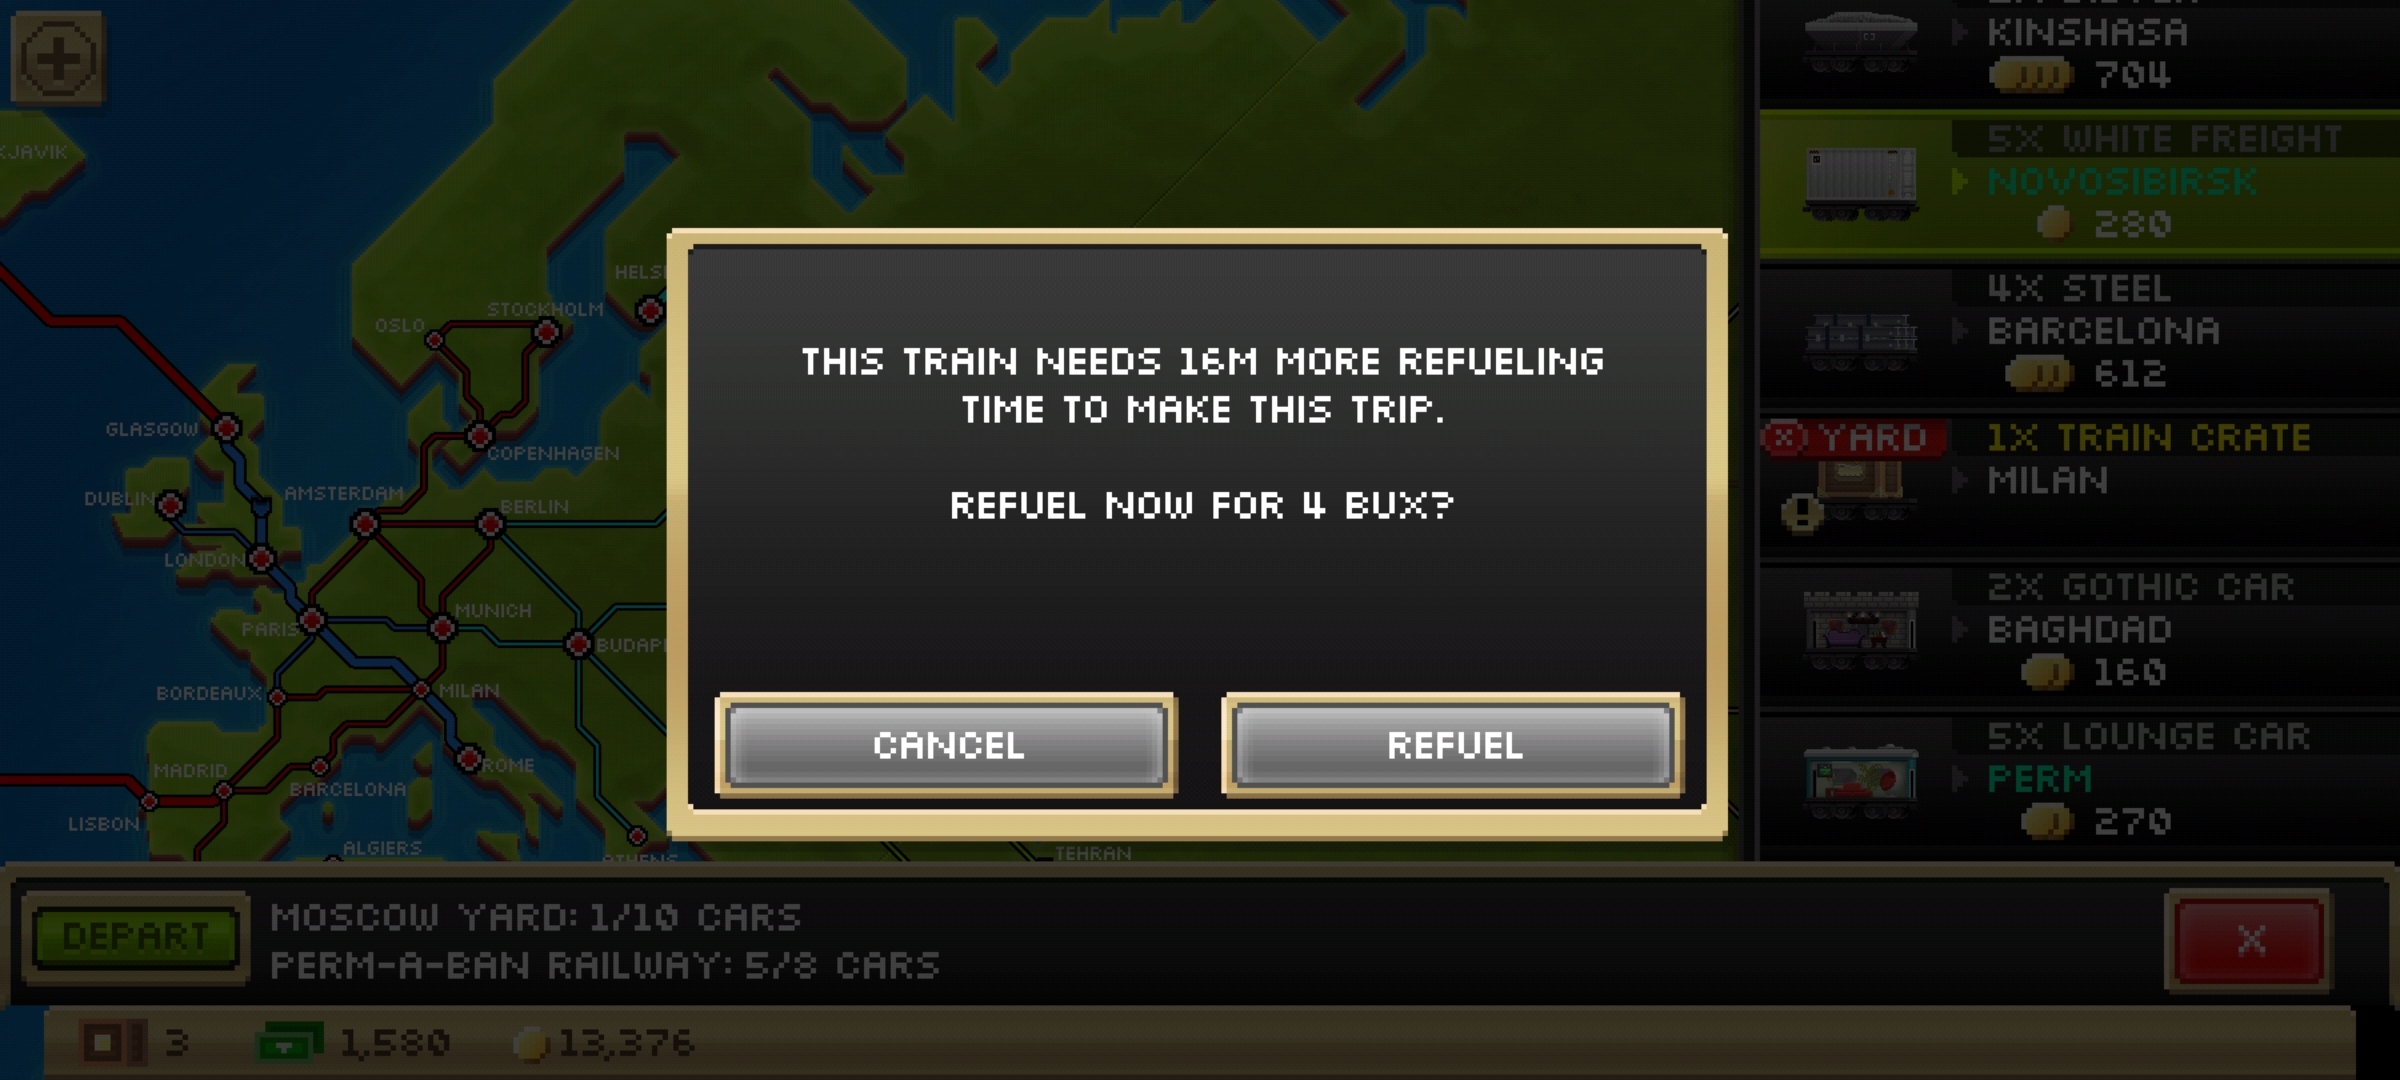 KJAVIK
HELS
STOCKHOLM
OSLO
GLASGOW
COPENHAGEN
DUBLIN
AMSTERDAM
BERLIN
LONDON
MUNICH
PARIS
BUDAP
BORDEAUX
MILAN
ROME
MADRID
BARCELONA
LISBON
ALGIERS
ATHENS
TEHRAN
THIS TRAIN NEEDS 16M MORE REFUELING
TIME TO MAKE THIS TRIP.
REFUEL NOW FOR 4 BUX?
CANCEL
REFUEL
KINSHASA
704
5X WHITE FREIGHT
NOVOSIBIRSK
280
4X STEEL
BARCELONA
612
X YARD
1X TRAIN CRATE
MILAN
!
2X GOTHIC CAR
BAGHDAD
160
5X LOUNGE CAR
PERM
270
DEPART
MOSCOW YARD: 1/10 CARS
PERM-A-BAN RAILWAY: 5/8 CARS
X
3
1,580
13,376